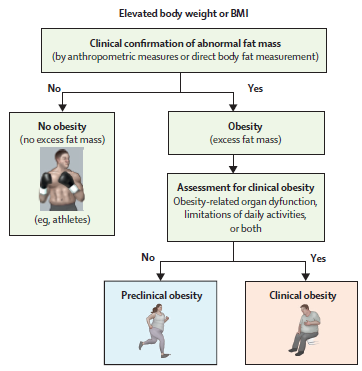 Elevated body weight or BMI
Clinical confirmation of abnormal fat mass
(by anthropometric measures or direct body fat measurement)
No
Yes
No obesity
(no excess fat mass)
(eg, athletes)
Obesity
(excess fat mass)
Assessment for clinical obesity
Obesity-related organ dyfunction,
limitations of daily activities,
or both
No
Yes
Preclinical obesity
Clinical obesity